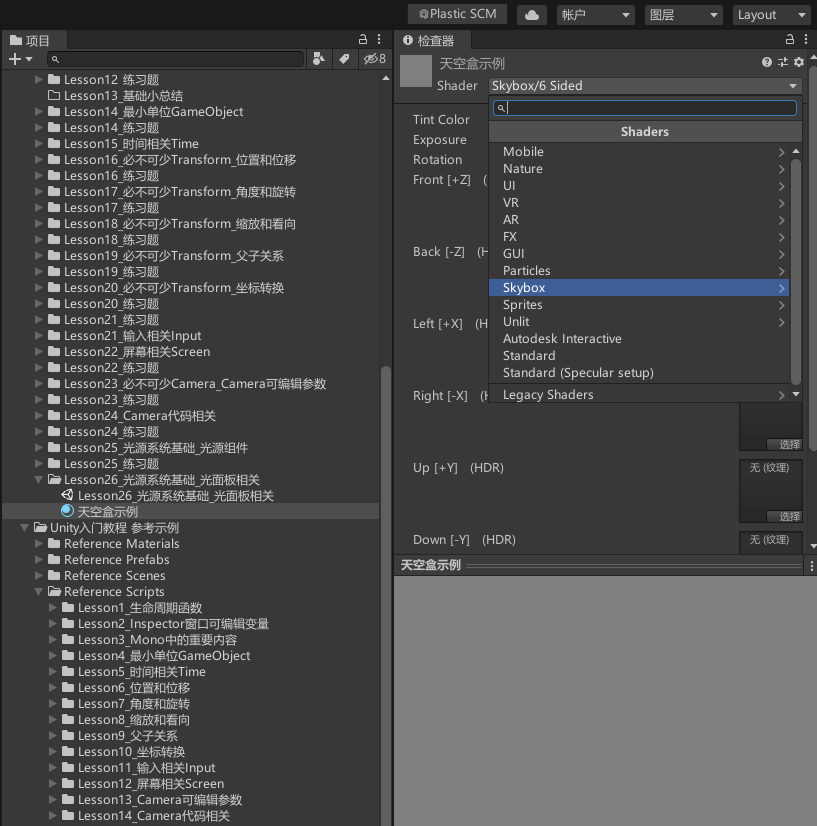 Plastic SCM
帐户
图层
Layout
项目
8
Lesson12_练习题
Lesson13_基础小总结
Lesson14_最小单位GameObject
Lesson14_练习题
Lesson15_时间相关Time
Lesson16_必不可少Transform_位置和位移
Lesson16_练习题
Lesson17_必不可少Transform_角度和旋转
Lesson17_练习题
Lesson18_必不可少Transform_缩放和看向
Lesson18_练习题
Lesson19_必不可少Transform_父子关系
Lesson19_练习题
Lesson20_必不可少Transform_坐标转换
Lesson20_练习题
Lesson21_练习题
Lesson21_输入相关Input
Lesson22_屏幕相关Screen
Lesson22_练习题
Lesson23_必不可少Camera_Camera可编辑参数
Lesson23_练习题
Lesson24_Camera代码相关
Lesson24_练习题
Lesson25_光源系统基础_光源组件
Lesson25_练习题
Lesson26_光源系统基础_光面板相关
Lesson26_光源系统基础_光面板相关
天空盒示例
Unity入门教程 参考示例
Reference Materials
Reference Prefabs
Reference Scenes
Reference Scripts
Lesson1_生命周期函数
Lesson2_Inspector窗口可编辑变量
Lesson3_Mono中的重要内容
Lesson4_最小单位GameObject
Lesson5_时间相关Time
Lesson6_位置和位移
Lesson7_角度和旋转
Lesson8_缩放和看向
Lesson9_父子关系
Lesson10_坐标转换
Lesson11_输入相关Input
Lesson12_屏幕相关Screen
Lesson13_Camera可编辑参数
Lesson14_Camera代码相关
检查器
天空盒示例
Shader Skybox/6 Sided
Tint Color
Exposure
Rotation
Front [+Z] (
Back [-Z] (H
Left [+X] (H
Right [-X] (H
Up [+Y] (HDR)
Down [-Y] (HDR)
Shaders
Mobile
Nature
UI
VR
AR
FX
GUI
Particles
Skybox
Sprites
Unlit
Autodesk Interactive
Standard
Standard (Specular setup)
Legacy Shaders
选择
无 (纹理)
选择
无 (纹理)
天空盒示例